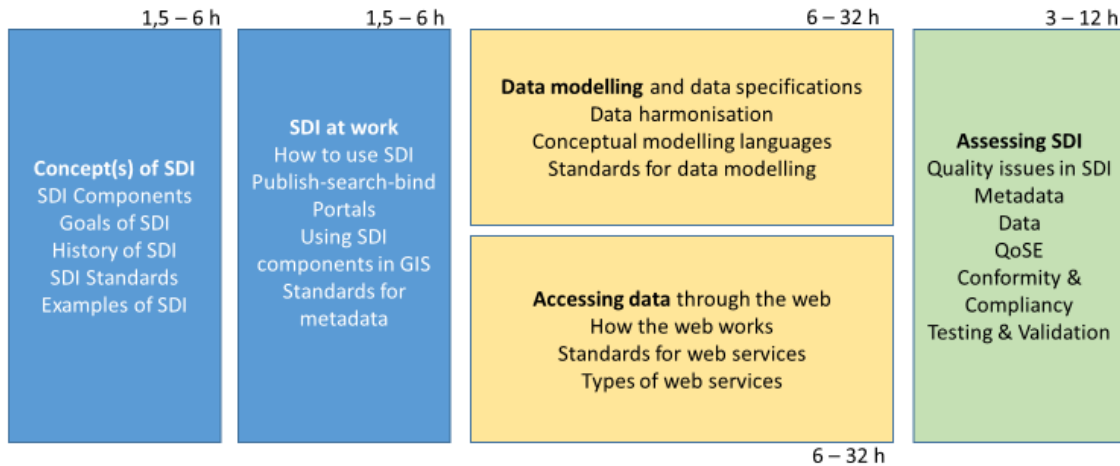 1,5 – 6 h
Concept(s) of SDI
SDI Components
Goals of SDI
History of SDI
SDI Standards
Examples of SDI
1,5 – 6 h
SDI at work
How to use SDI
Publish-search-bind
Portals
Using SDI
components in GIS
Standards for
metadata
6 – 32 h
Data modelling and data specifications
Data harmonisation
Conceptual modelling languages
Standards for data modelling
Accessing data through the web
How the web works
Standards for web services
Types of web services
6 – 32 h
3 – 12 h
Assessing SDI
Quality issues in SDI
Metadata
Data
QoSE
Conformity &
Compliancy
Testing & Validation